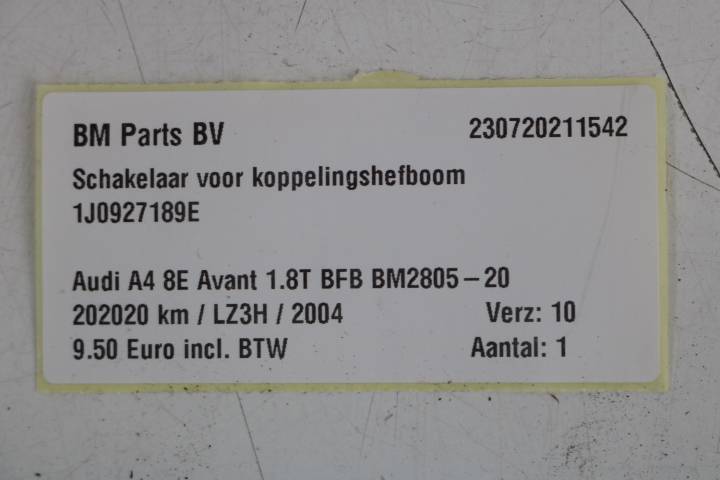 BM Parts BV 230720211542
Schakelaar voor koppelingshefboom
1J0927189E
Audi A4 8E Avant 1.8T BFB BM2805-20
202020 km / LZ3H / 2004 Verz: 10
9.50 Euro incl. BTW Aantal: 1